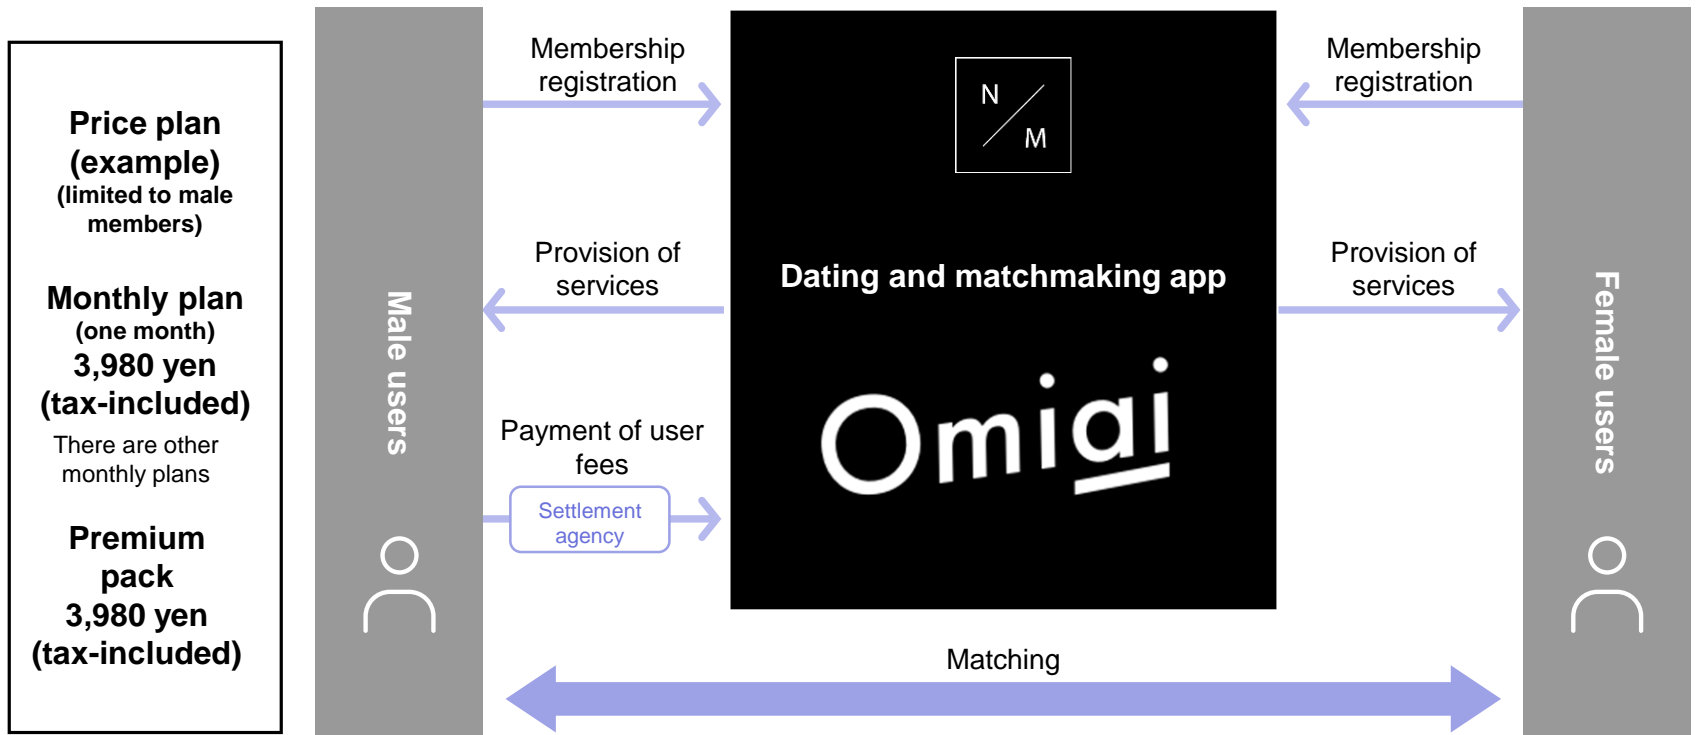 Price plan
(example)
(limited to male
members)
Monthly plan
(one month)
3,980 yen
(tax-included)
There are other
monthly plans
Premium
pack
3,980 yen
(tax-included)
Male users
Membership
registration
Provision of
services
Payment of user
fees
Settlement
agency
N
M
Dating and matchmaking app
Omiai
Matching
Membership
registration
Provision of
services
Female users